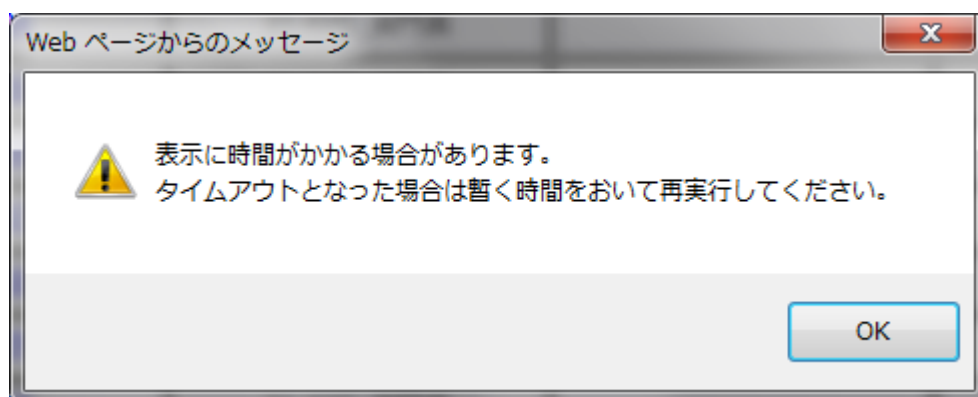 Web ページからのメッセージ
表示に時間がかかる場合があります。
タイムアウトとなった場合は暫く時間をおいて再実行してください。
OK